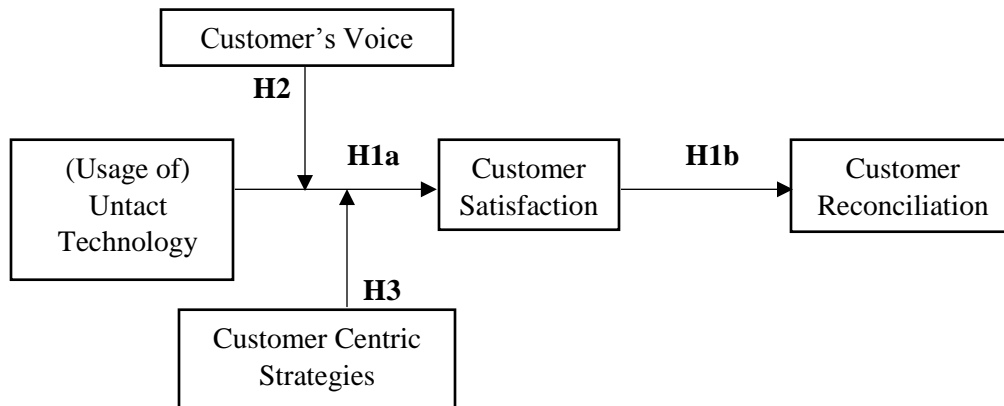 Customer’s Voice
H2
(Usage of)
Untact
Technology
H1a
Customer
Satisfaction
H1b
Customer
Reconciliation
H3
Customer Centric
Strategies